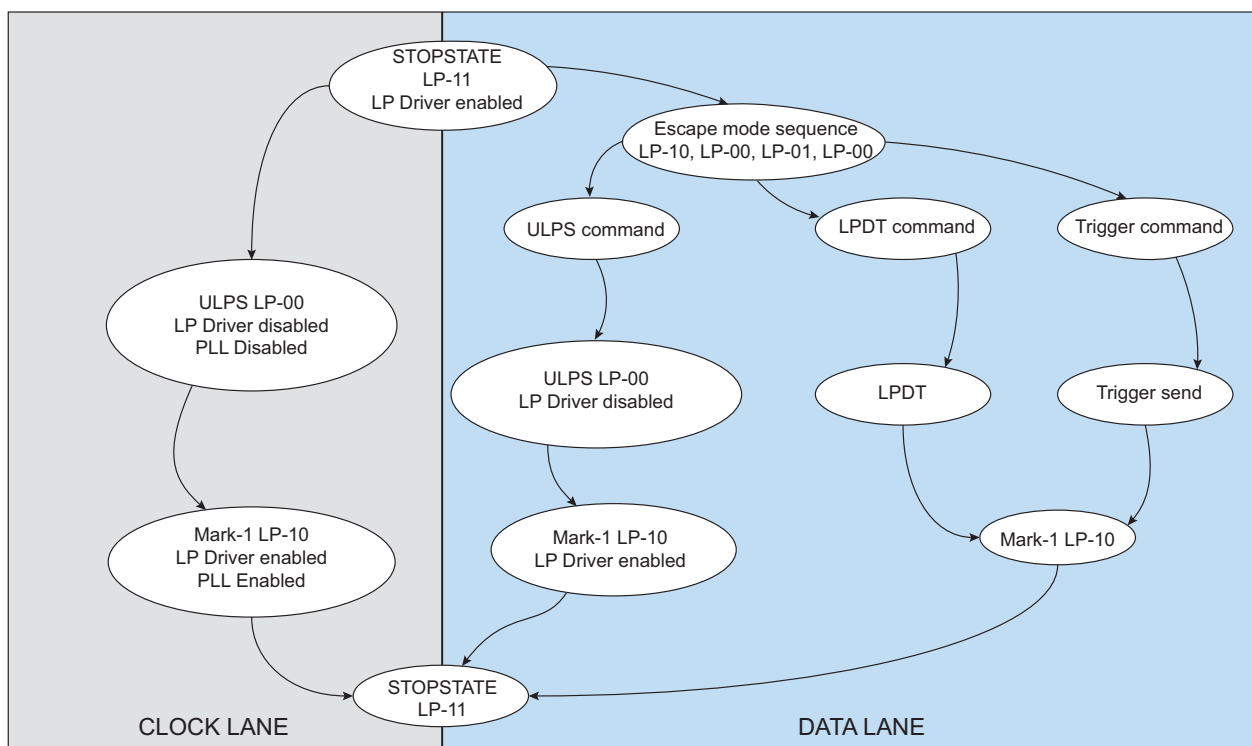 STOPSTATE
LP-11
LP Driver enabled
Escape mode sequence
LP-10, LP-00, LP-01, LP-00
ULPS command
LPDT command
Trigger command
ULPS LP-00
LP Driver disabled
PLL Disabled
ULPS LP-00
LP Driver disabled
LPDT
Trigger send
Mark-1 LP-10
LP Driver enabled
PLL Enabled
Mark-1 LP-10
LP Driver enabled
Mark-1 LP-10
STOPSTATE
LP-11
CLOCK LANE
DATA LANE